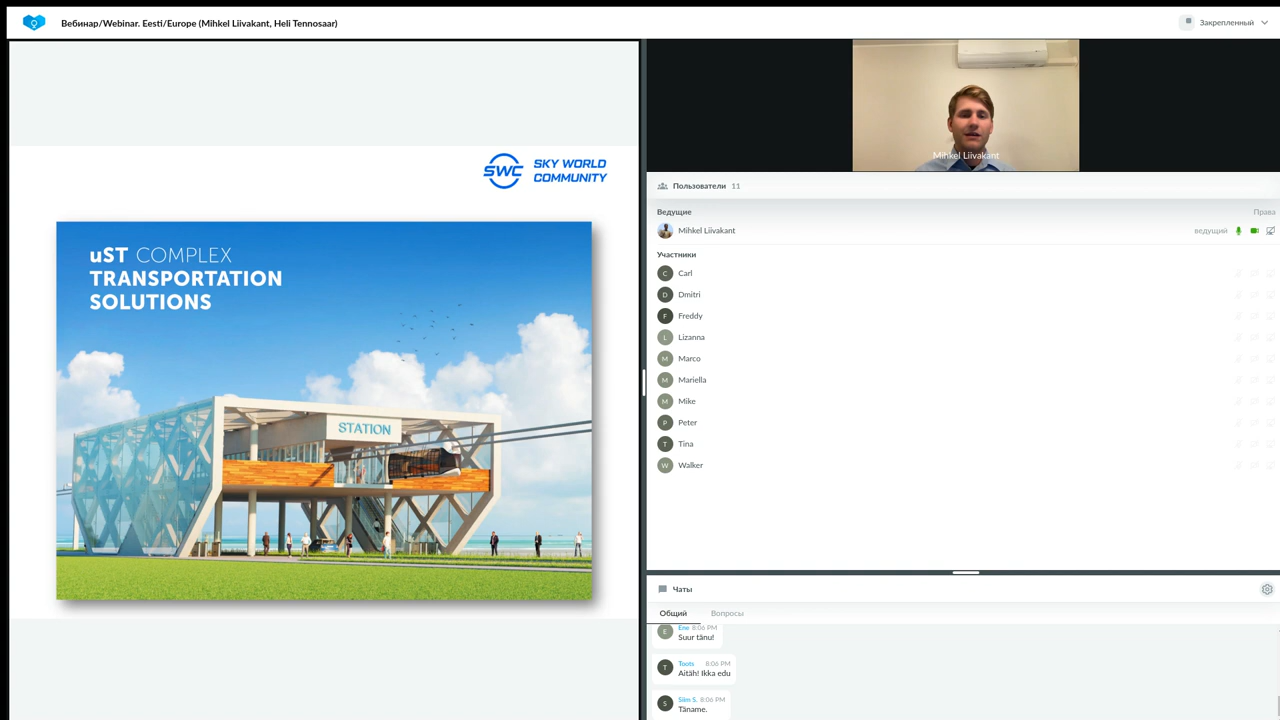 Вебинар/Webinar. Eesti/Europe (Mihkel Liivakant, Heli Tennosaar)
Закрепленный
SWC SKY WORLD
COMMUNITY
uST COMPLEX
TRANSPORTATION
SOLUTIONS
STATION
Mihkel Liivakant
Пользователи 11
Ведущие Права
Mihkel Liivakant ведущий
Участники
C Carl
D Dmitri
F Freddy
L Lizanna
M Marco
M Mariella
M Mike
P Peter
T Tina
W Walker
Чаты
Общий Вопросы
E Ene 8:06 PM
Suur tänu!
T Toots 8:06 PM
Aitäh! Ikka edu
S Siim S. 8:06 PM
Täname.